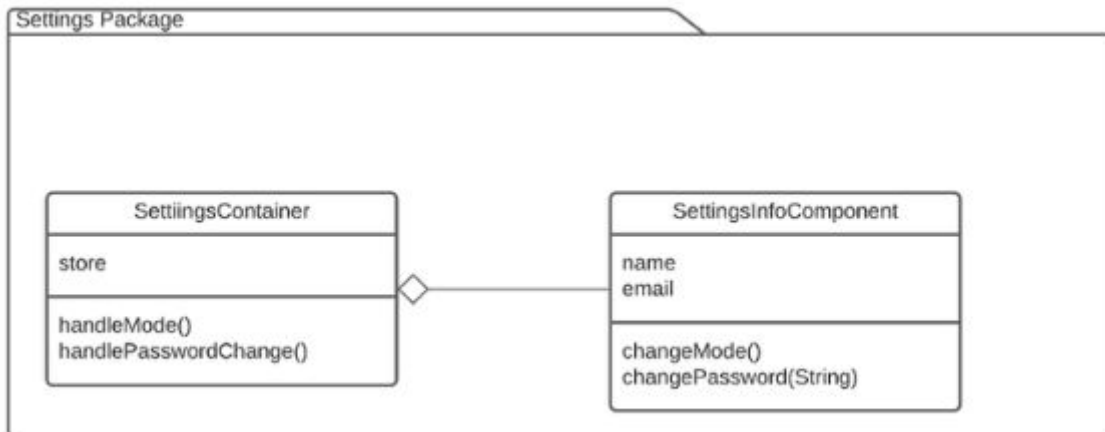 Settings Package
SettiingsContainer
store
handleMode()
handlePasswordChange()
SettingsInfoComponent
name
email
changeMode()
changePassword(String)